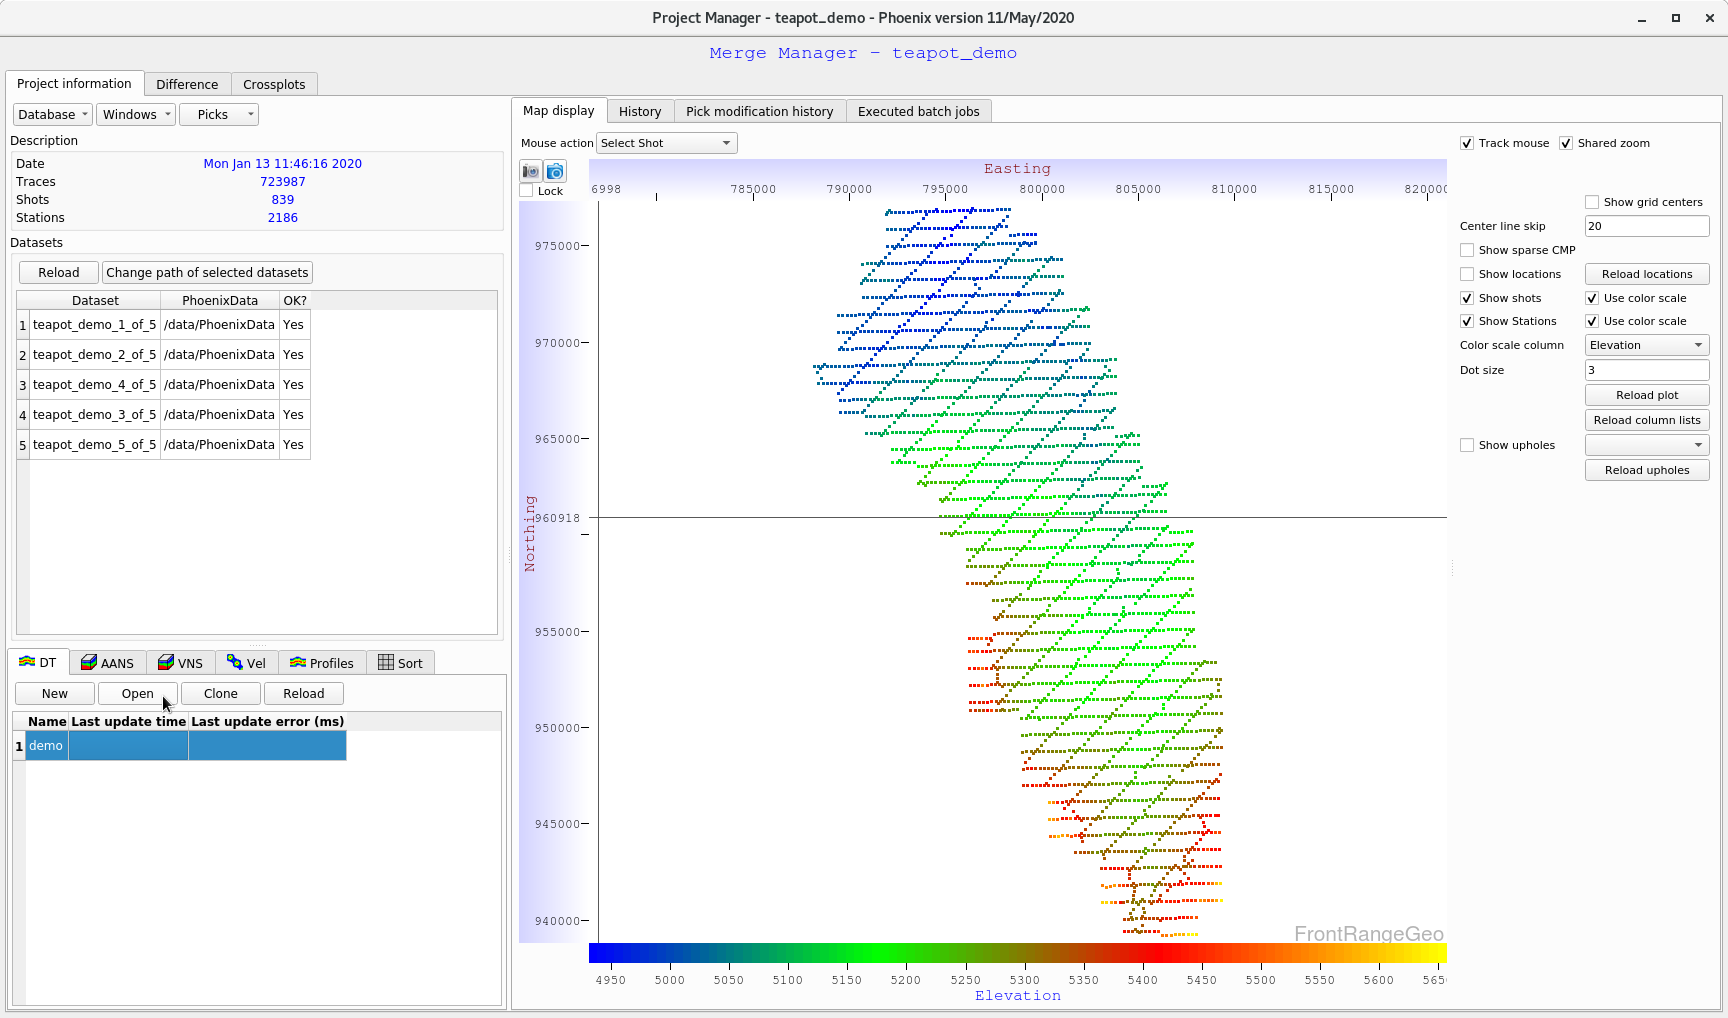 Project Manager - teapot_demo - Phoenix version 11/May/2020
Merge Manager - teapot_demo
Project information Difference Crossplots
Database Windows Picks
Description
Date Mon Jan 13 11:46:16 2020
Traces 723987
Shots 839
Stations 2186
Datasets
Reload Change path of selected datasets
Dataset PhoenixData OK?
1 teapot_demo_1_of_5 /data/PhoenixData Yes
2 teapot_demo_2_of_5 /data/PhoenixData Yes
3 teapot_demo_4_of_5 /data/PhoenixData Yes
4 teapot_demo_3_of_5 /data/PhoenixData Yes
5 teapot_demo_5_of_5 /data/PhoenixData Yes
DT AANS VNS Vel Profiles Sort
New Open Clone Reload
Name Last update time Last update error (ms)
1 demo
Map display History Pick modification history Executed batch jobs
Mouse action Select Shot
Lock
Easting
6998 785000 790000 795000 800000 805000 810000 815000 820000
Northing
975000
970000
965000
960918
955000
950000
945000
940000
FrontRangeGeo
4950 5000 5050 5100 5150 5200 5250 5300 5350 5400 5450 5500 5550 5600 565
Elevation
Track mouse Shared zoom
Show grid centers
Center line skip 20
Show sparse CMP
Show locations Reload locations
Show shots Use color scale
Show Stations Use color scale
Color scale column Elevation
Dot size 3
Reload plot
Reload column lists
Show upholes
Reload upholes